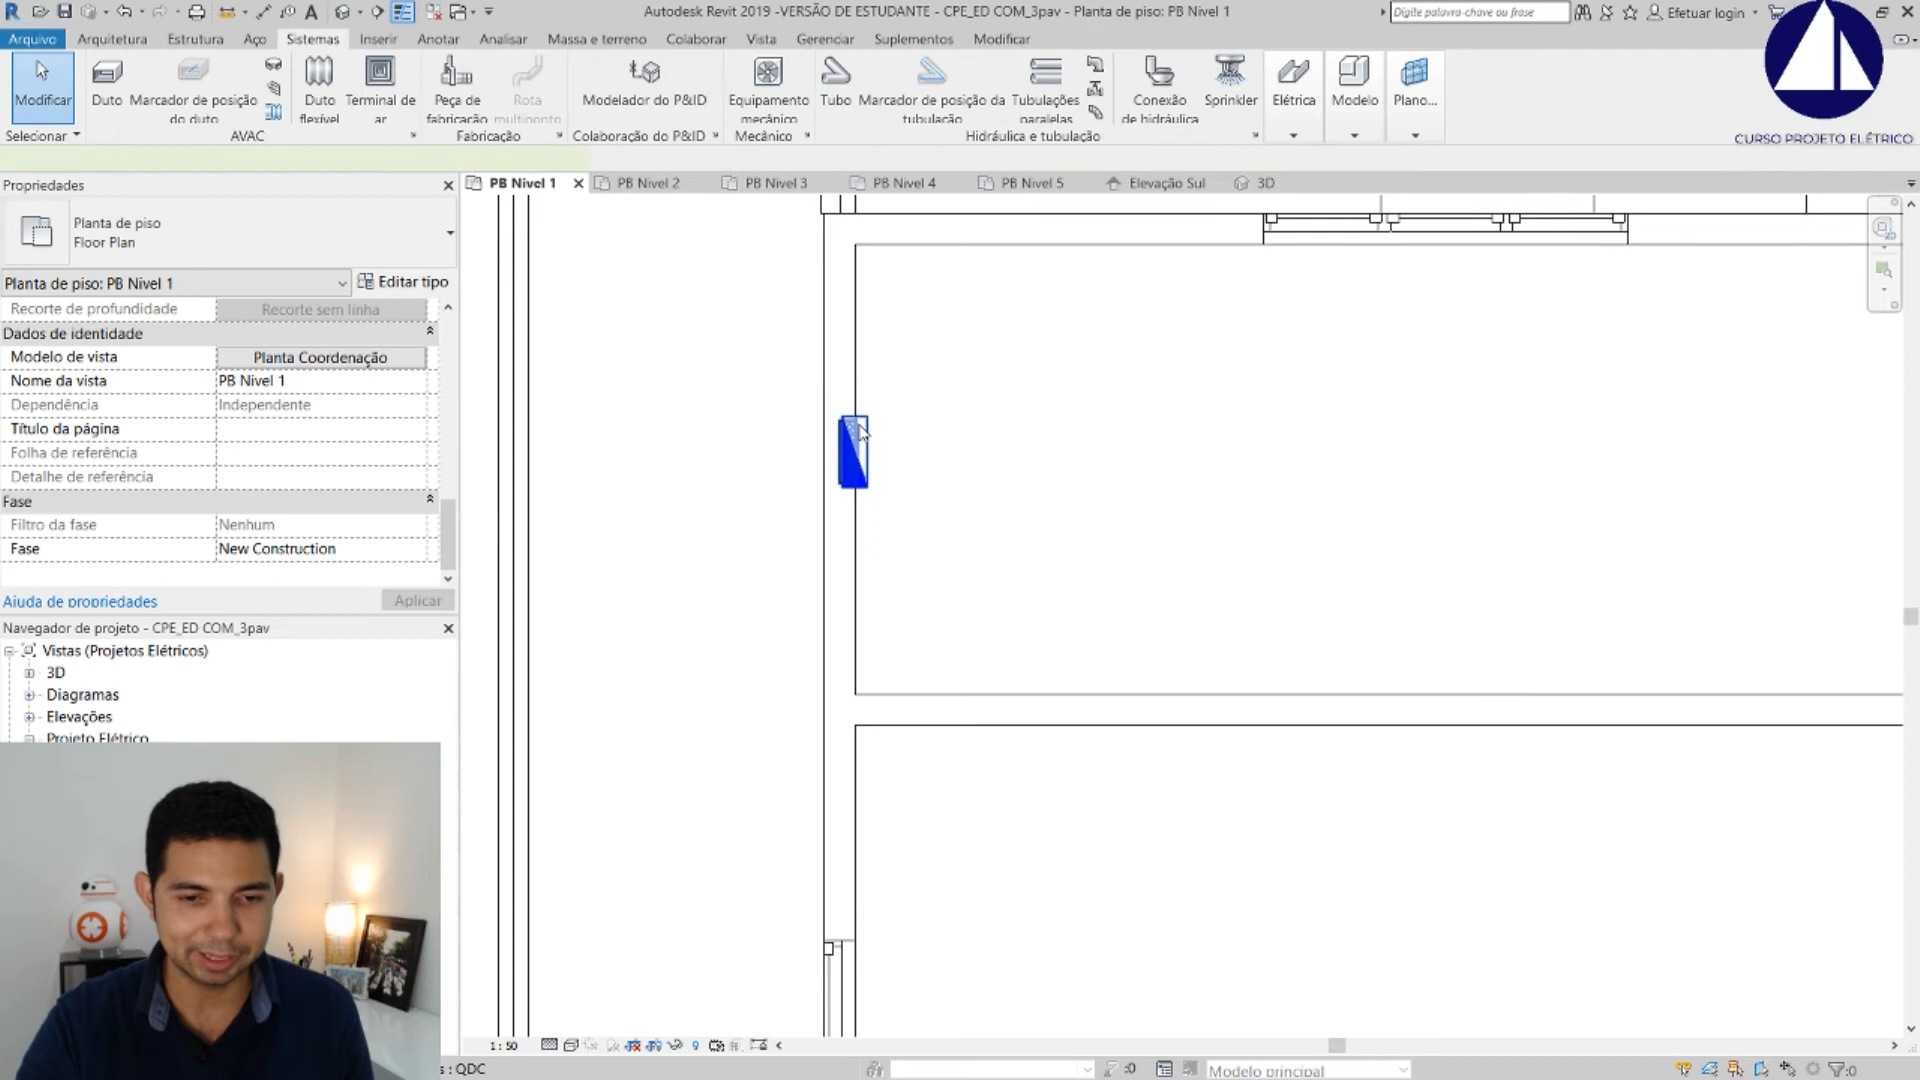 Autodesk Revit 2019 -VERSÃO DE ESTUDANTE - CPE_ED COM_3pav - Planta de piso: PB Nivel 1
Digite palavra-chave ou frase
Efetuar login
Arquivo Arquitetura Estrutura Aço Sistemas Inserir Anotar Analisar Massa e terreno Colaborar Vista Gerenciar Suplementos Modificar
Modificar Duto Marcador de posição Duto Terminal de Peça de Rota Modelador do P&ID Equipamento Tubo Marcador de posição da Tubulações Conexão Sprinkler Elétrica Modelo Plano...
do duto flexível ar fabricação multiponto mecânico tubulação paralelas de hidráulica
Selecionar AVAC Fabricação Colaboração do P&ID Mecânico Hidráulica e tubulação
CURSO PROJETO ELÉTRICO
Propriedades
PB Nivel 1 PB Nivel 2 PB Nivel 3 PB Nivel 4 PB Nivel 5 Elevação Sul 3D
Planta de piso
Floor Plan
Planta de piso: PB Nivel 1 Editar tipo
Recorte de profundidade Recorte sem linha
Dados de identidade
Modelo de vista Planta Coordenação
Nome da vista PB Nivel 1
Dependência Independente
Título da página
Folha de referência
Detalhe de referência
Fase
Filtro da fase Nenhum
Fase New Construction
Ajuda de propriedades Aplicar
Navegador de projeto - CPE_ED COM_3pav
Vistas (Projetos Elétricos)
3D
Diagramas
Elevações
Projeto Elétrico
1 : 50
s : QDC
:0
Modelo principal
:0